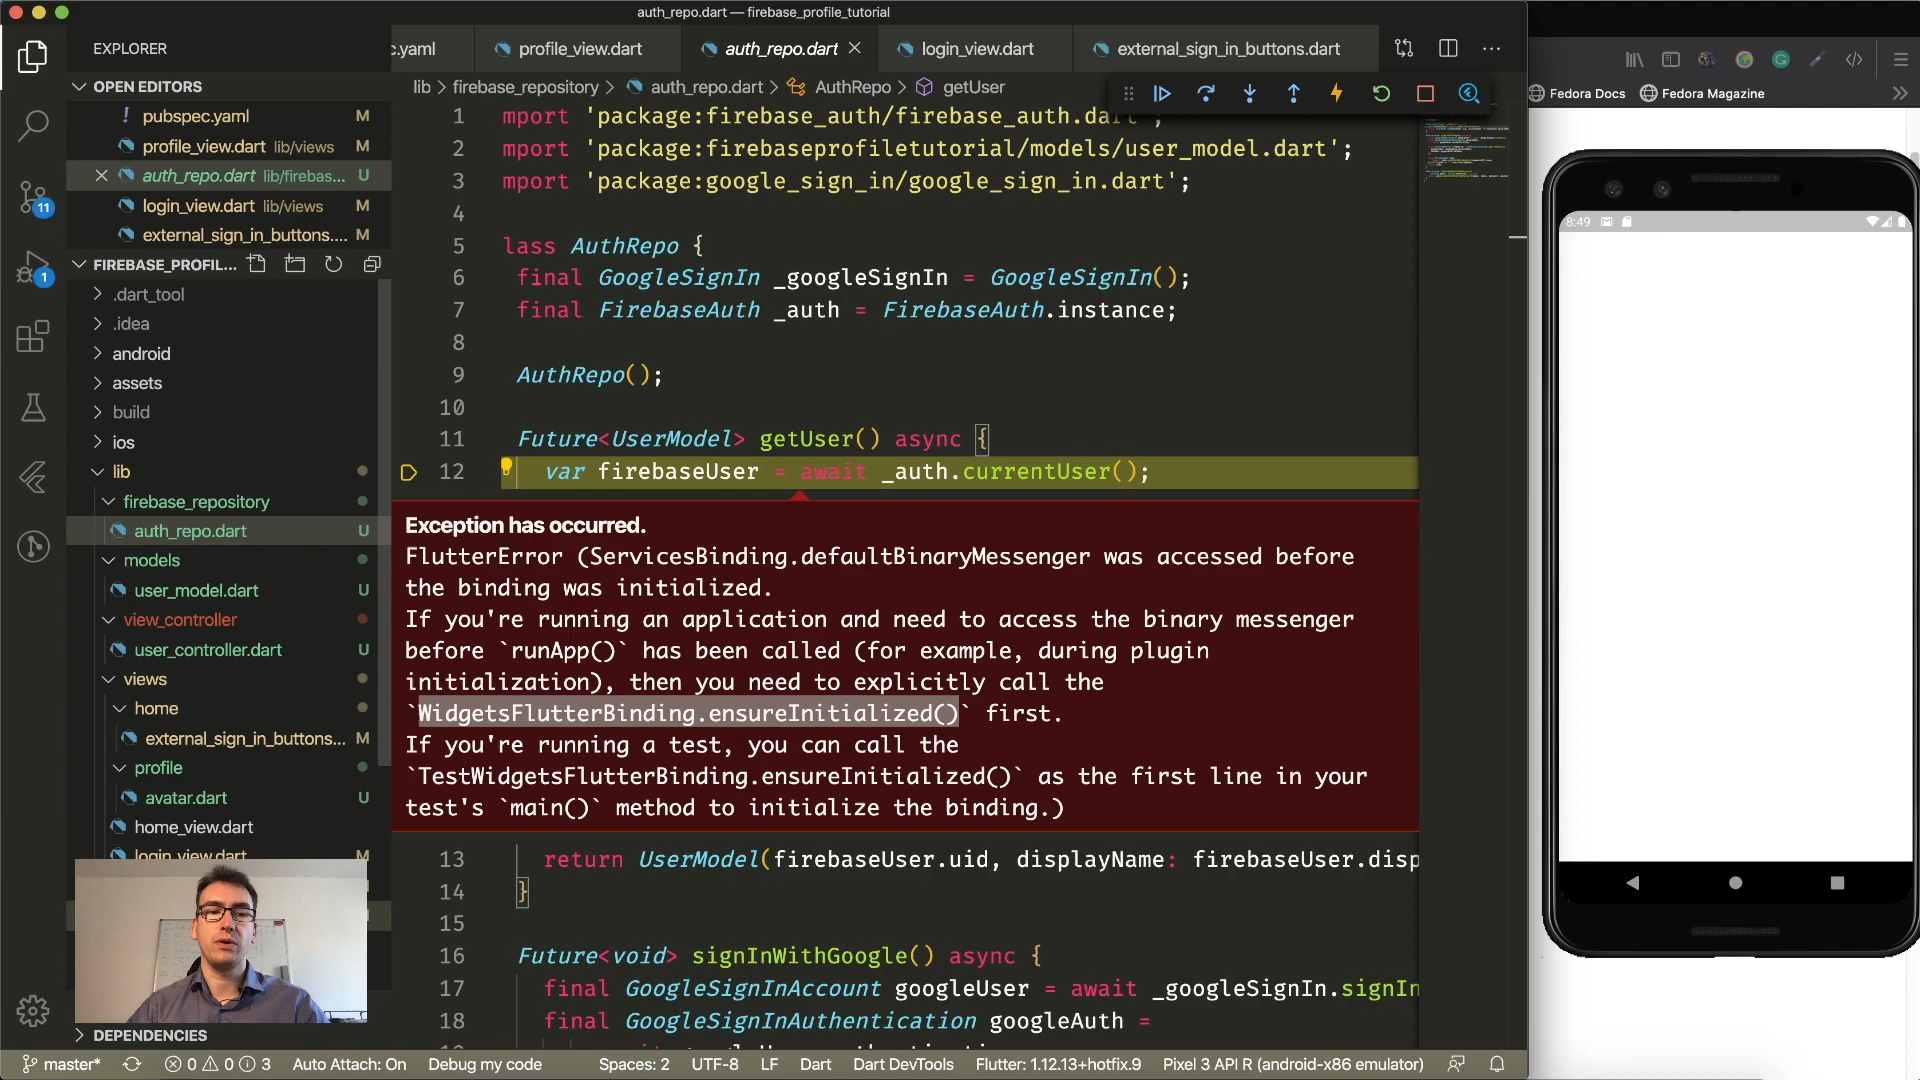 auth_repo.dart — firebase_profile_tutorial
EXPLORER
.yaml
profile_view.dart
auth_repo.dart
login_view.dart
external_sign_in_buttons.dart
lib > firebase_repository > auth_repo.dart > AuthRepo > getUser
OPEN EDITORS
! pubspec.yaml M
profile_view.dart lib/views M
auth_repo.dart lib/firebas... U
login_view.dart lib/views M
external_sign_in_buttons.... M
FIREBASE_PROFIL...
.dart_tool
.idea
android
assets
build
ios
lib
firebase_repository
auth_repo.dart U
models
user_model.dart U
view_controller
user_controller.dart U
views
home
external_sign_in_buttons... M
profile
avatar.dart U
home_view.dart
login_view.dart M
DEPENDENCIES
11
1
1 mport 'package:firebase_auth/firebase_auth.dart';
2 mport 'package:firebaseprofiletutorial/models/user_model.dart';
3 mport 'package:google_sign_in/google_sign_in.dart';
4
5 lass AuthRepo {
6 final GoogleSignIn _googleSignIn = GoogleSignIn();
7 final FirebaseAuth _auth = FirebaseAuth.instance;
8
9 AuthRepo();
10
11 Future<UserModel> getUser() async {
12 var firebaseUser = await _auth.currentUser();
Exception has occurred.
FlutterError (ServicesBinding.defaultBinaryMessenger was accessed before
the binding was initialized.
If you're running an application and need to access the binary messenger
before `runApp()` has been called (for example, during plugin
initialization), then you need to explicitly call the
`WidgetsFlutterBinding.ensureInitialized()` first.
If you're running a test, you can call the
`TestWidgetsFlutterBinding.ensureInitialized()` as the first line in your
test's `main()` method to initialize the binding.)
13 return UserModel(firebaseUser.uid, displayName: firebaseUser.disp
14 }
15
16 Future<void> signInWithGoogle() async {
17 final GoogleSignInAccount googleUser = await _googleSignIn.signIn
18 final GoogleSignInAuthentication googleAuth =
master* 0 0 3 Auto Attach: On Debug my code Spaces: 2 UTF-8 LF Dart Dart DevTools Flutter: 1.12.13+hotfix.9 Pixel 3 API R (android-x86 emulator)
Fedora Docs Fedora Magazine
8:49